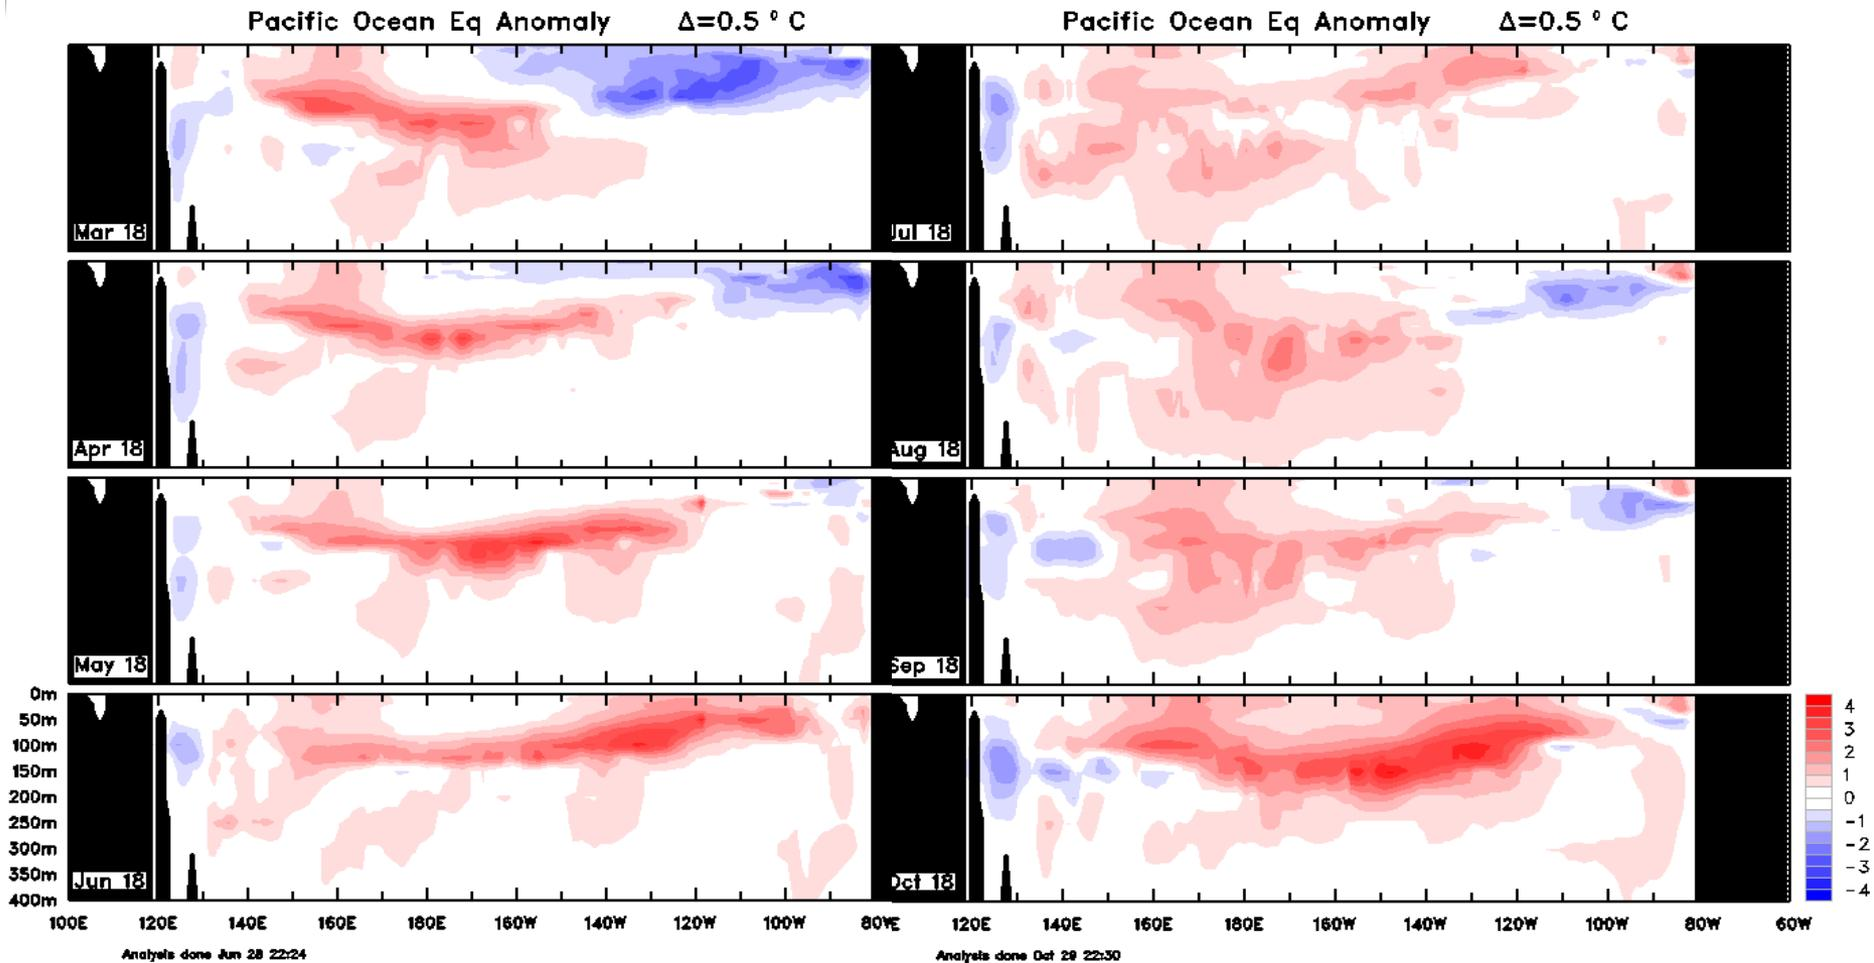 Pacific Ocean Eq Anomaly Δ=0.5 ° C
Pacific Ocean Eq Anomaly Δ=0.5 ° C
Mar 18
Jul 18
Apr 18
Aug 18
May 18
Sep 18
0m
50m
100m
150m
200m
250m
300m
350m
400m
Jun 18
Oct 18
4
3
2
1
0
-1
-2
-3
-4
100E 120E 140E 160E 180E 160W 140W 120W 100W 80W
120E 140E 160E 180E 160W 140W 120W 100W 80W 60W
Analysis done Jun 28 22:24
Analysis done Oct 29 22:30